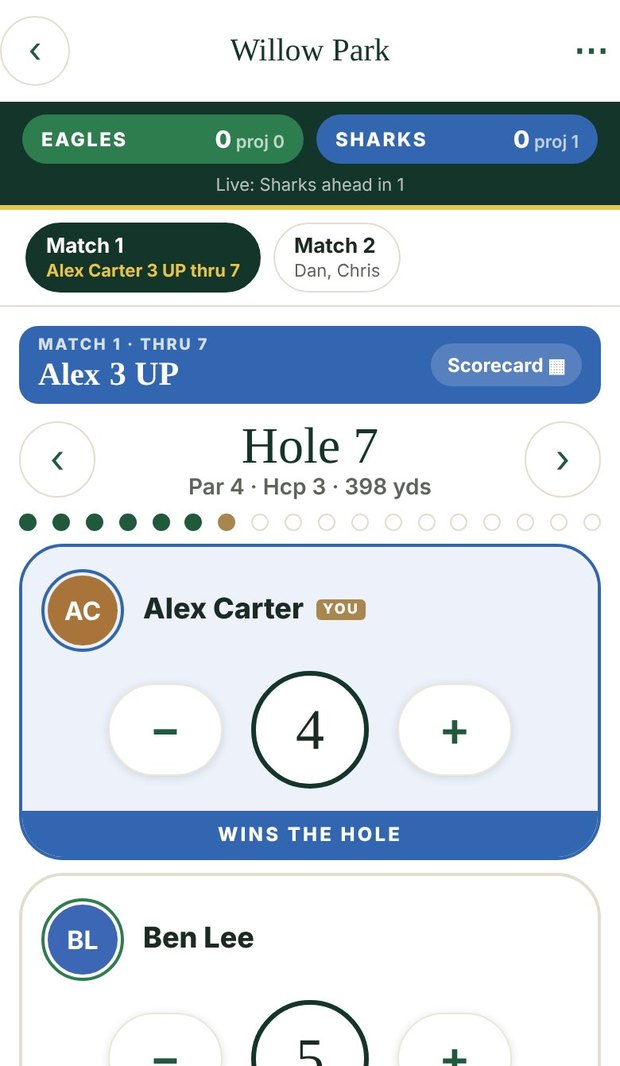 ‹ Willow Park ...
EAGLES 0 proj 0 SHARKS 0 proj 1
Live: Sharks ahead in 1
Match 1 Match 2
Alex Carter 3 UP thru 7 Dan, Chris
MATCH 1 · THRU 7
Alex 3 UP
Scorecard ▦
‹ Hole 7 ›
Par 4 · Hcp 3 · 398 yds
AC Alex Carter YOU
− 4 +
WINS THE HOLE
BL Ben Lee
− 5 +